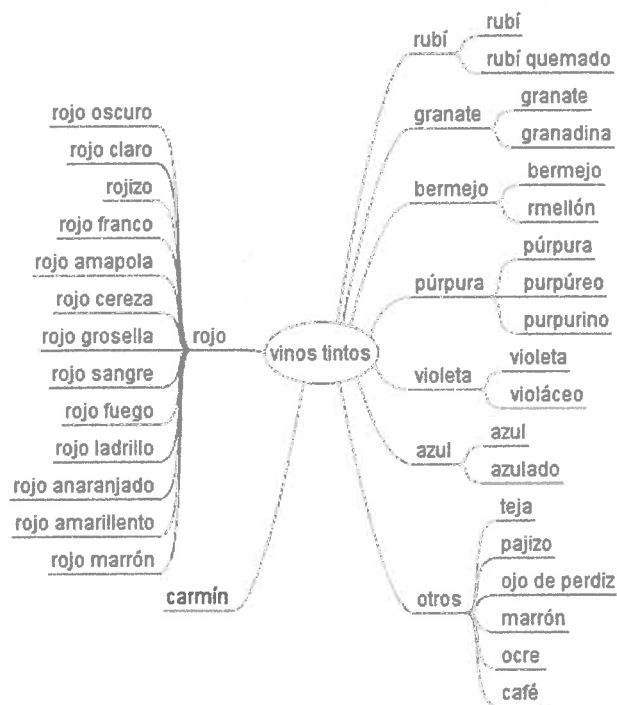 vinos tintos
rojo
rojo oscuro
rojo claro
rojizo
rojo franco
rojo amapola
rojo cereza
rojo grosella
rojo sangre
rojo fuego
rojo ladrillo
rojo anaranjado
rojo amarillento
rojo marrón
carmín
rubí
rubí
rubí quemado
granate
granate
granadina
bermejo
bermejo
rmellón
púrpura
púrpura
purpúreo
purpurino
violeta
violeta
violáceo
azul
azul
azulado
otros
teja
pajizo
ojo de perdiz
marrón
ocre
café